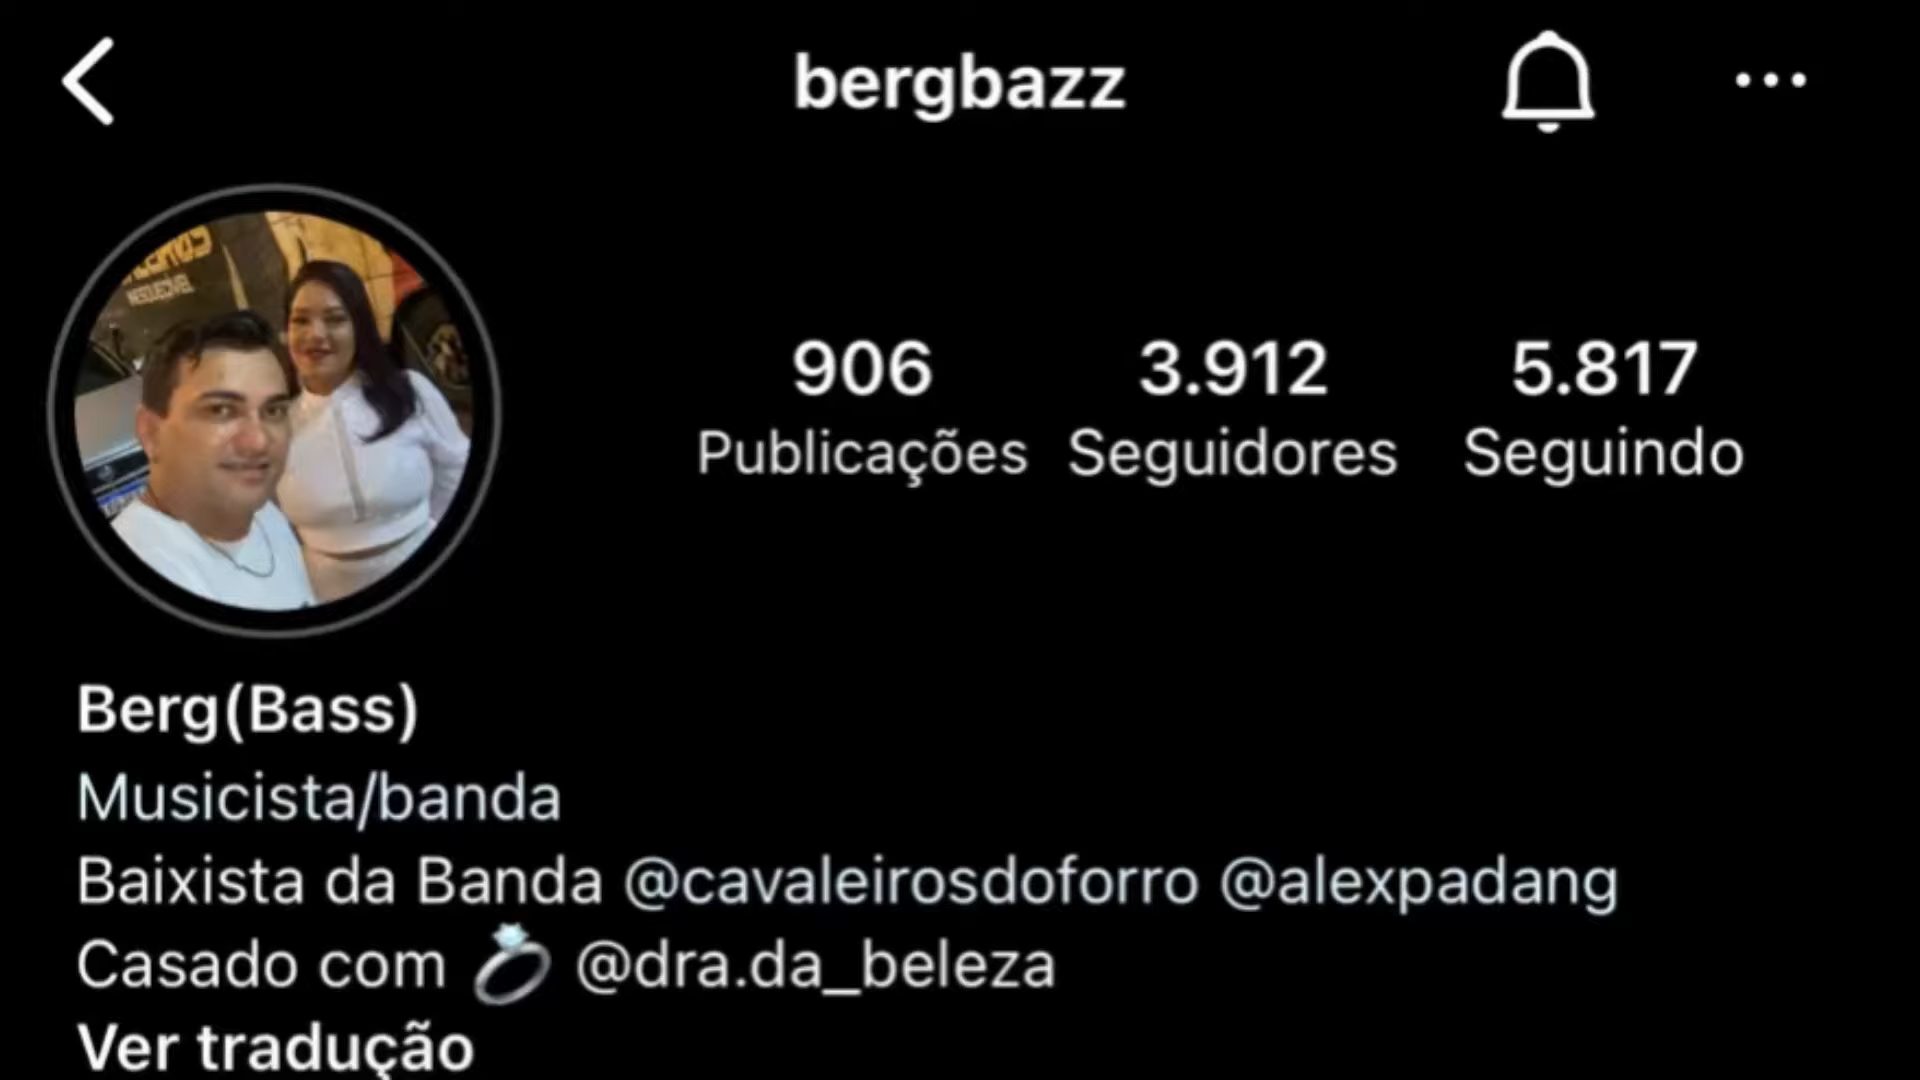 bergbazz
906 3.912 5.817
Publicações Seguidores Seguindo
Berg(Bass)
Musicista/banda
Baixista da Banda @cavaleirosdoforro @alexpadang
Casado com 💍 @dra.da_beleza
Ver tradução